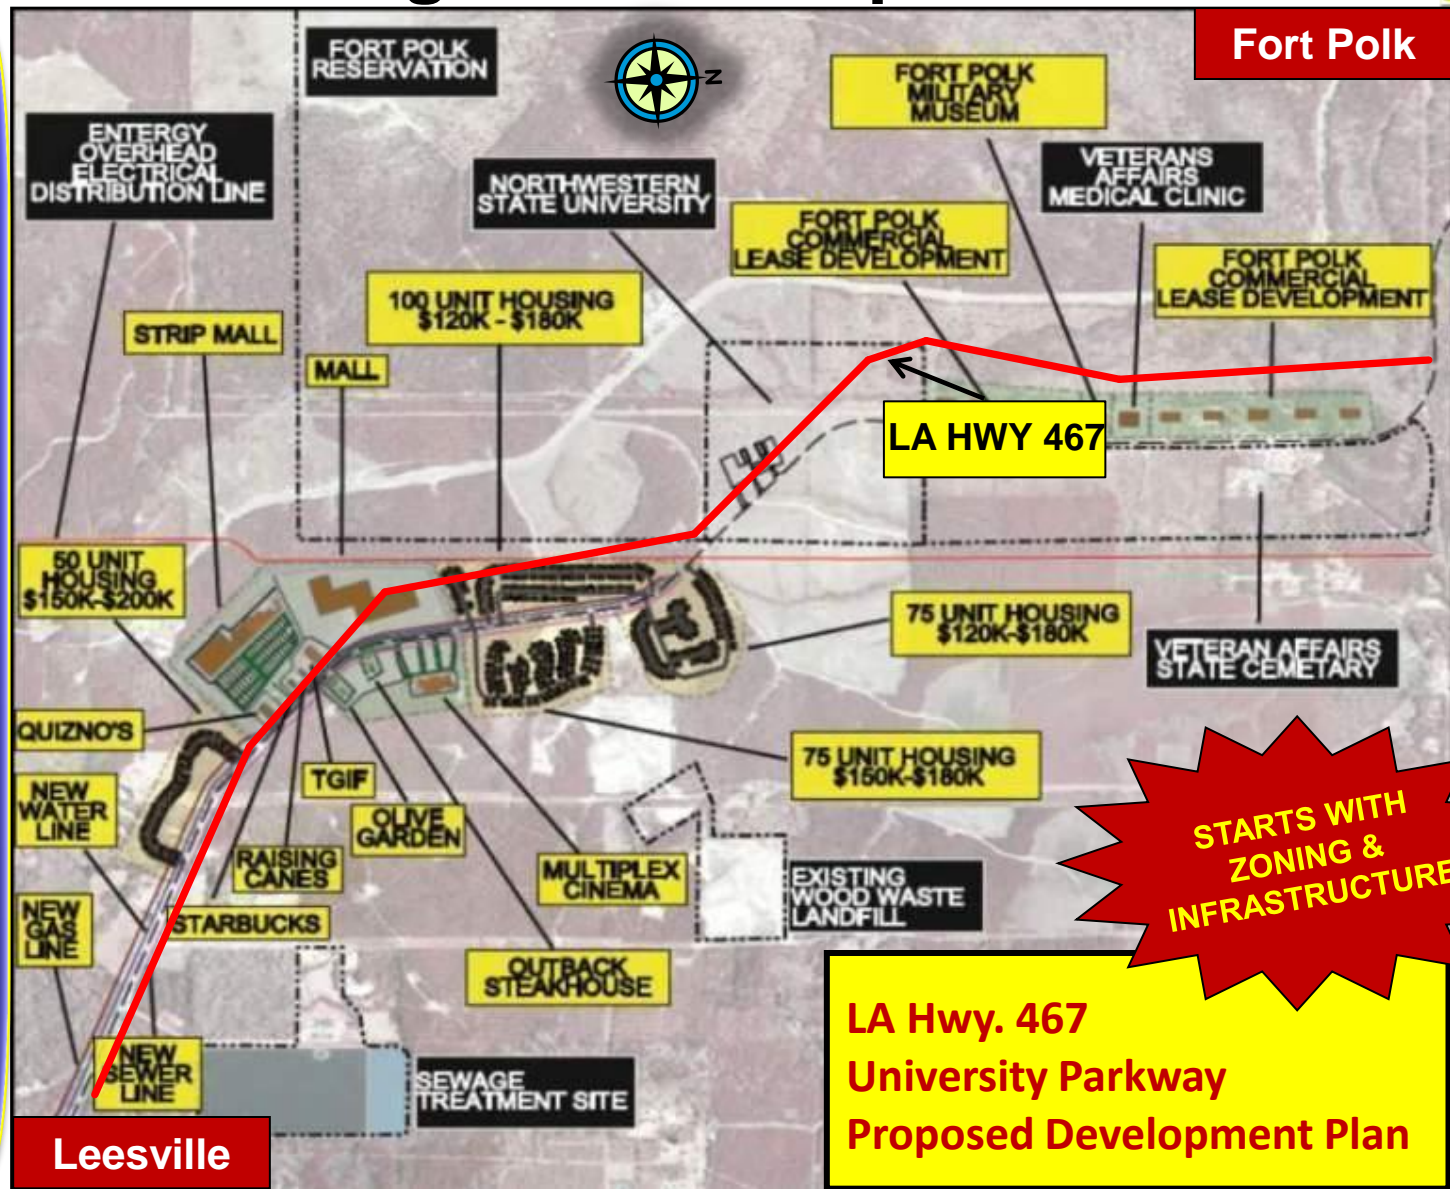 Fort Polk
FORT POLK
RESERVATION
N
FORT POLK
MILITARY
MUSEUM
ENTERGY
OVERHEAD
ELECTRICAL
DISTRIBUTION LINE
NORTHWESTERN
STATE UNIVERSITY
VETERANS
AFFAIRS
MEDICAL CLINIC
FORT POLK
COMMERCIAL
LEASE DEVELOPMENT
FORT POLK
COMMERCIAL
LEASE DEVELOPMENT
100 UNIT HOUSING
$120K - $180K
STRIP MALL
MALL
LA HWY 467
50 UNIT
HOUSING
$150K-$200K
75 UNIT HOUSING
$120K-$180K
VETERAN AFFAIRS
STATE CEMETARY
QUIZNO'S
75 UNIT HOUSING
$150K-$180K
TGIF
NEW
WATER
LINE
OLIVE
GARDEN
RAISING
CANES
MULTIPLEX
CINEMA
STARTS WITH
ZONING &
INFRASTRUCTURE
EXISTING
WOOD WASTE
LANDFILL
NEW
GAS
LINE
STARBUCKS
OUTBACK
STEAKHOUSE
NEW
SEWER
LINE
SEWAGE
TREATMENT SITE
LA Hwy. 467
University Parkway
Proposed Development Plan
Leesville